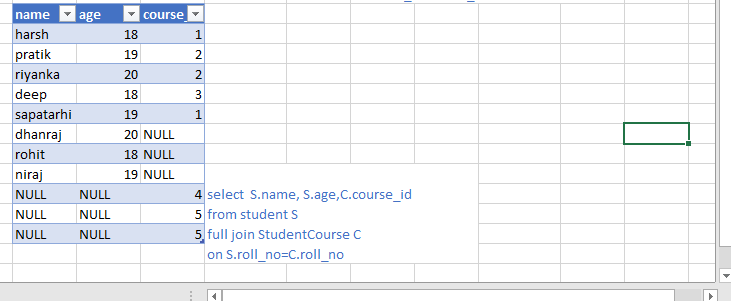 name age course_
harsh 18 1
pratik 19 2
riyanka 20 2
deep 18 3
sapatarhi 19 1
dhanraj 20 NULL
rohit 18 NULL
niraj 19 NULL
NULL NULL 4 select S.name, S.age,C.course_id
NULL NULL 5 from student S
NULL NULL 5 full join StudentCourse C
on S.roll_no=C.roll_no